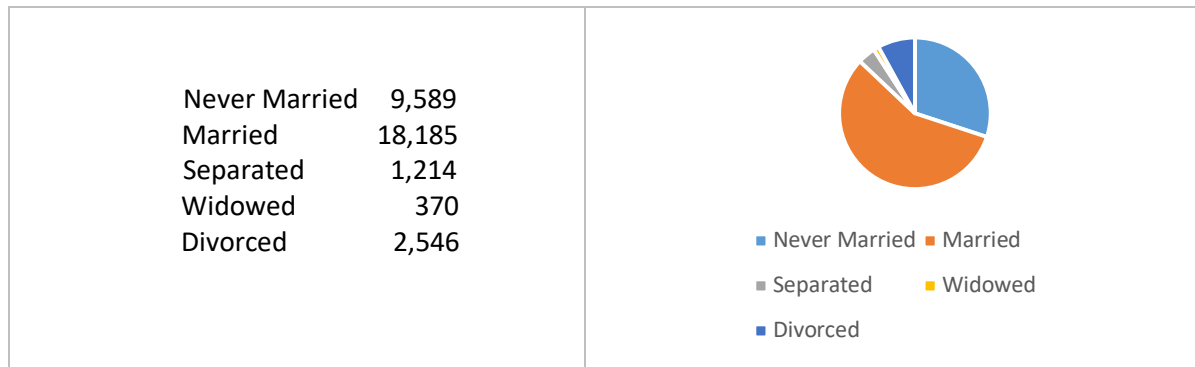 Never Married 9,589
Married 18,185
Separated 1,214
Widowed 370
Divorced 2,546
Never Married Married
Separated Widowed
Divorced